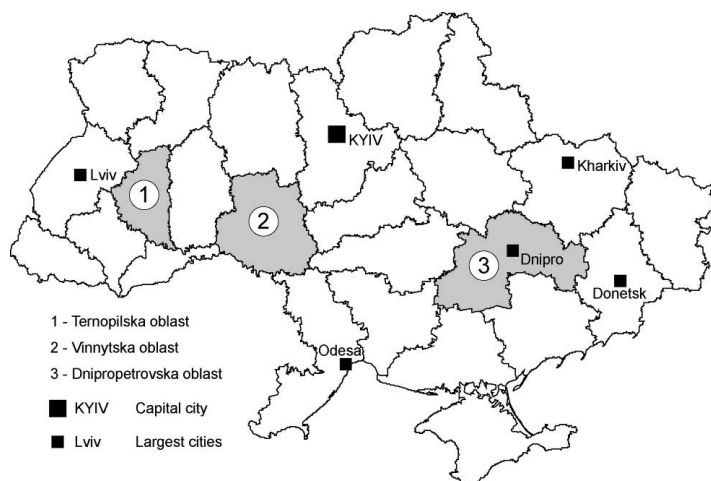 KYIV
Kharkiv
Lviv
1
2
Dnipro
3
Donetsk
1 - Ternopilska oblast
2 - Vinnytska oblast
Odesa
3 - Dnipropetrovska oblast
KYIV Capital city
Lviv Largest cities